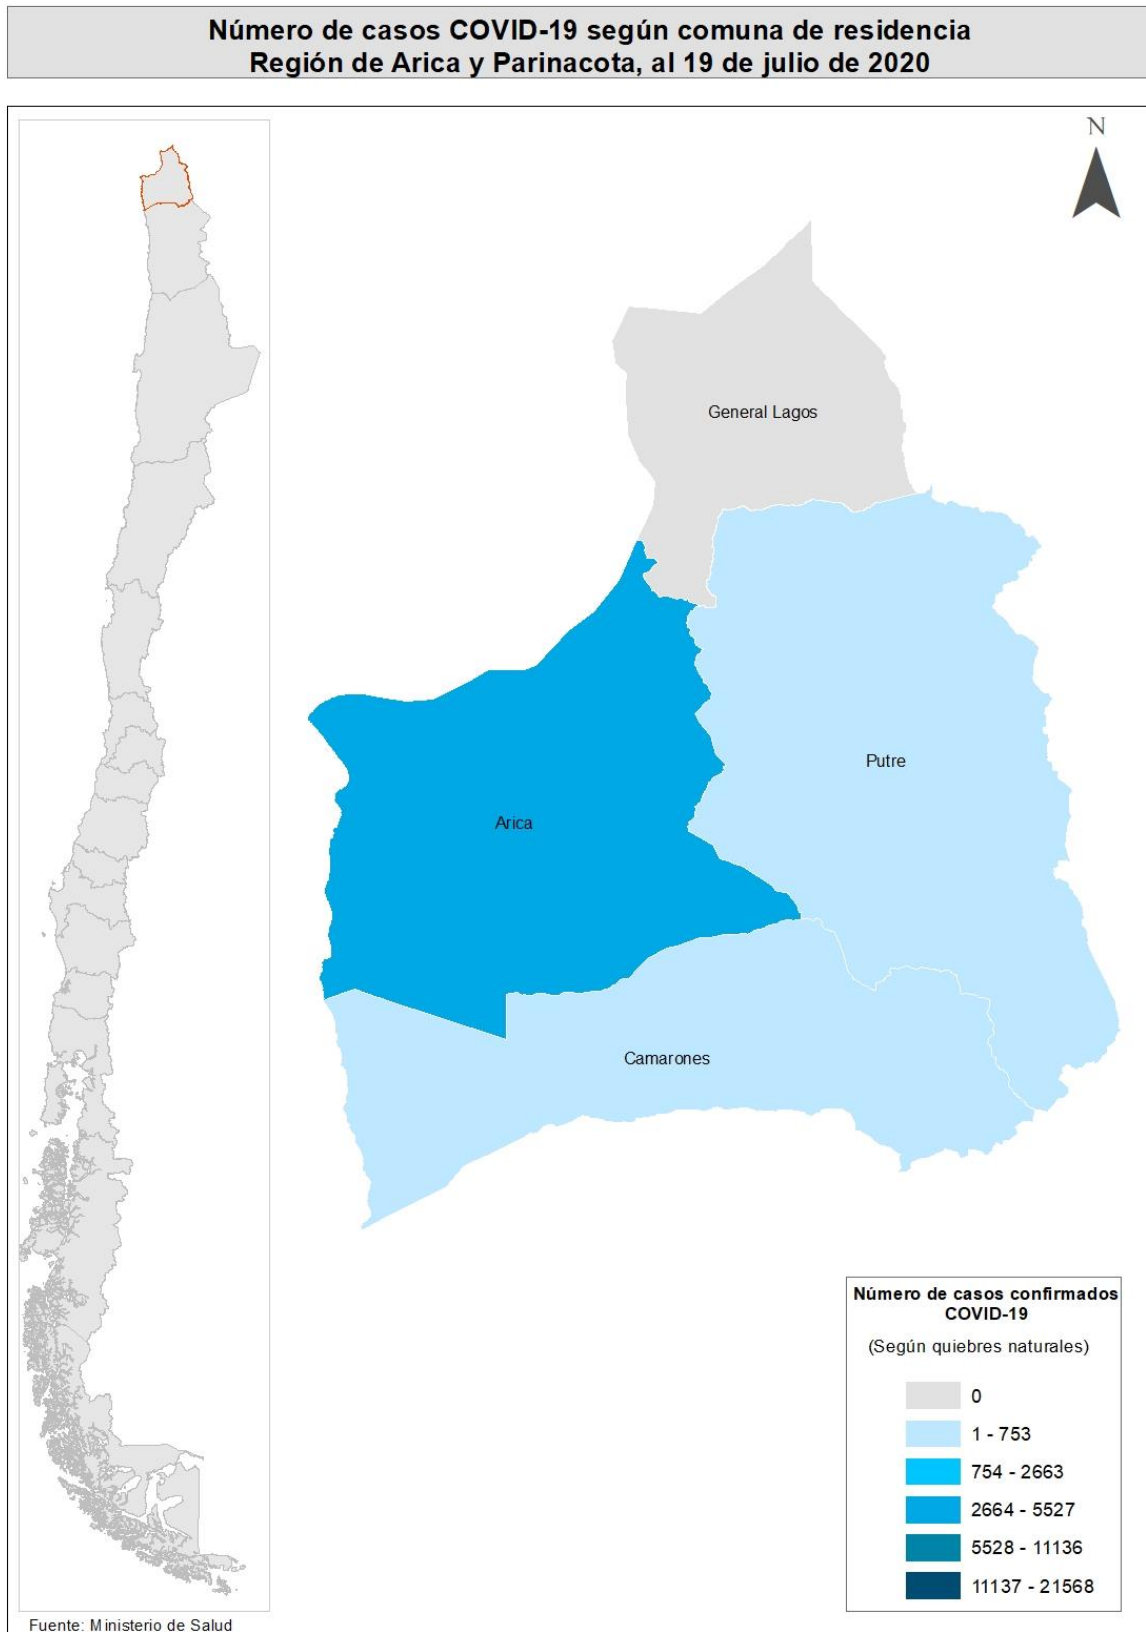 Número de casos COVID-19 según comuna de residencia
Región de Arica y Parinacota, al 19 de julio de 2020
N
General Lagos
Putre
Arica
Camarones
Número de casos confirmados
COVID-19
(Según quiebres naturales)
0
1 - 753
754 - 2663
2664 - 5527
5528 - 11136
11137 - 21568
Fuente: Ministerio de Salud